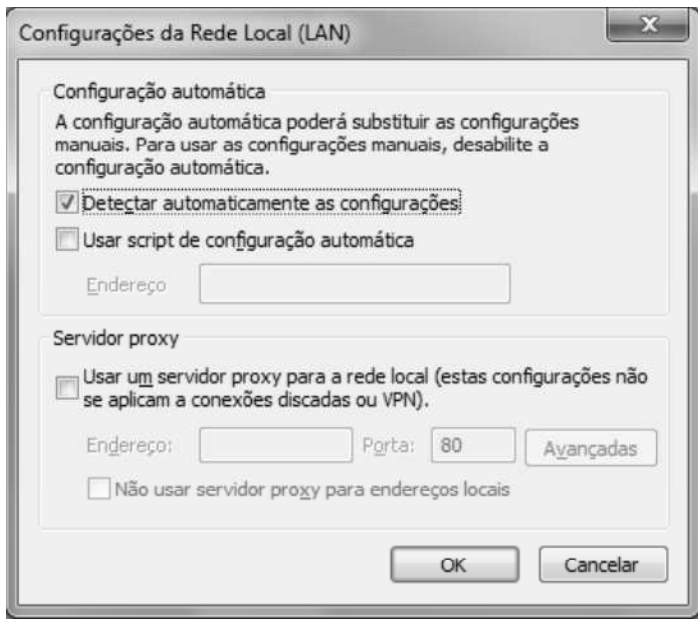 Configurações da Rede Local (LAN)
Configuração automática
A configuração automática poderá substituir as configurações
manuais. Para usar as configurações manuais, desabilite a
configuração automática.
Detectar automaticamente as configurações
Usar script de configuração automática
Endereço
Servidor proxy
Usar um servidor proxy para a rede local (estas configurações não
se aplicam a conexões discadas ou VPN).
Endereço: Porta: 80 Avançadas
Não usar servidor proxy para endereços locais
OK Cancelar